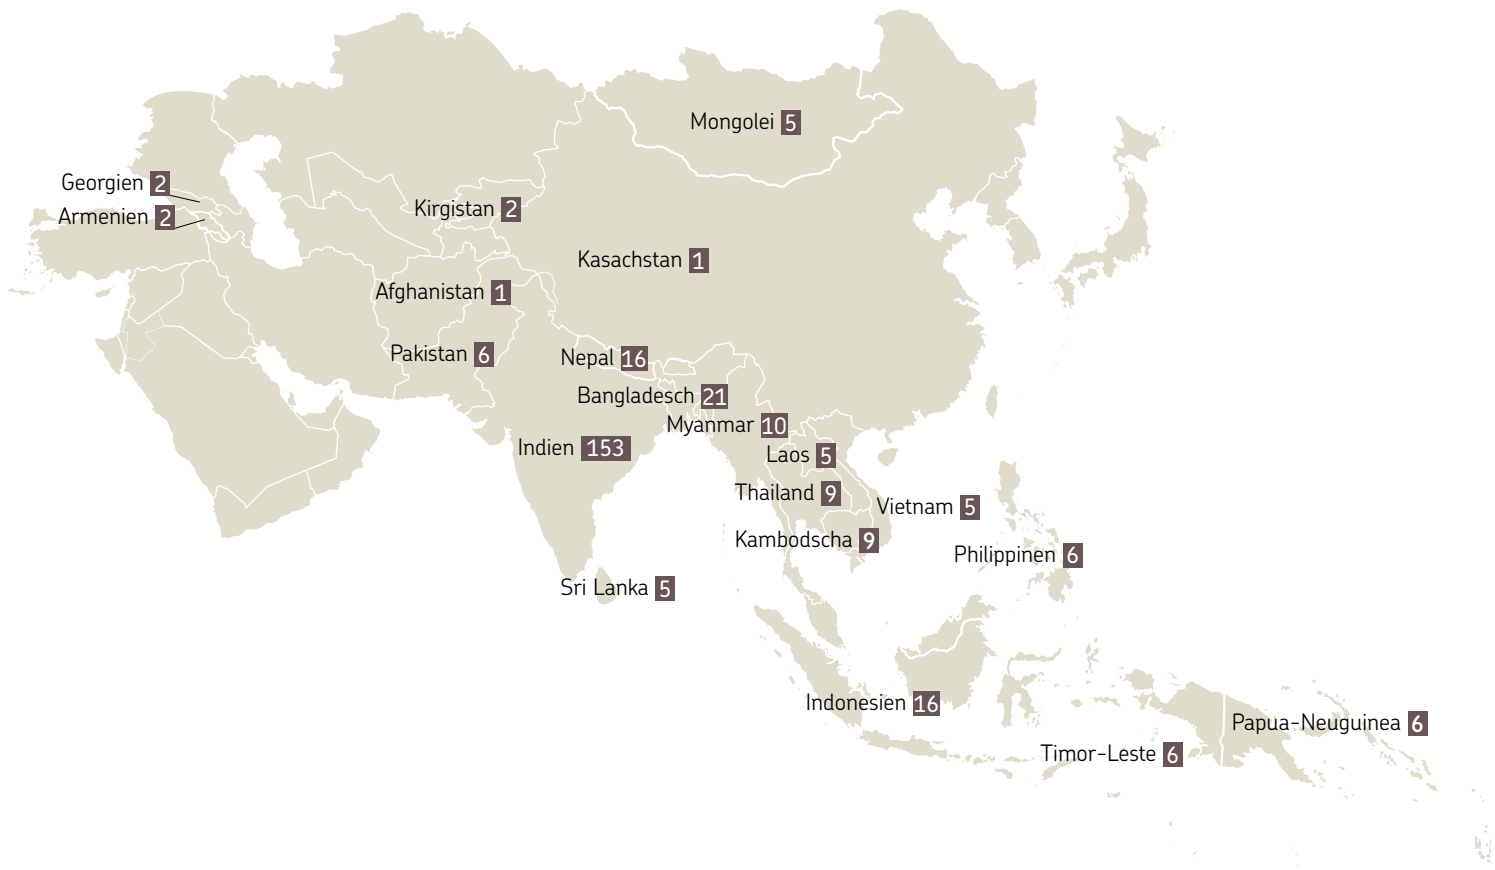 Mongolei 5
Georgien 2
Armenien 2
Kirgistan 2
Kasachstan 1
Afghanistan 1
Pakistan 6
Nepal 16
Bangladesch 21
Myanmar 10
Indien 153
Laos 5
Thailand 9
Vietnam 5
Kambodscha 9
Philippinen 6
Sri Lanka 5
Indonesien 16
Papua-Neuguinea 6
Timor-Leste 6